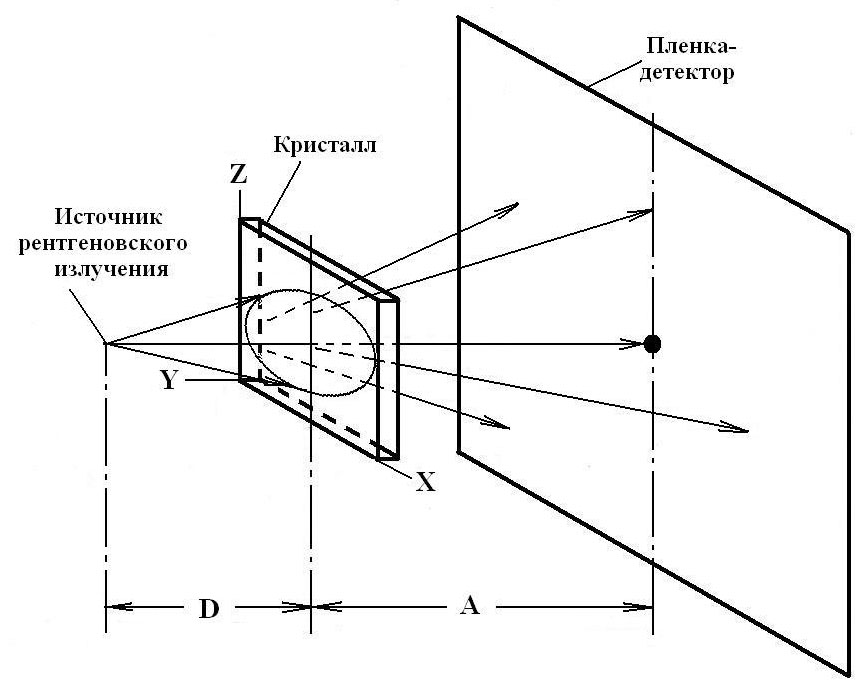 Пленка-
детектор
Кристалл
Z
Источник
рентгеновского
излучения
Y
X
D
A